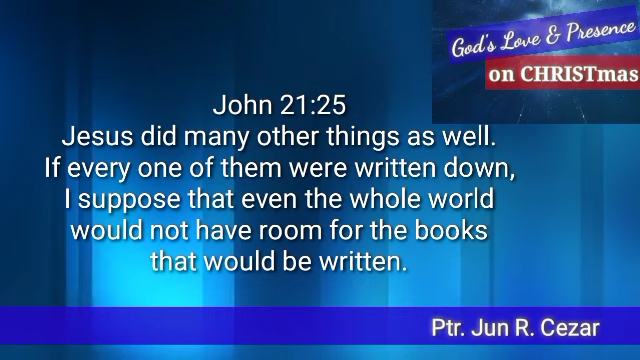 God's Love & Presence
on CHRISTmas
John 21:25
Jesus did many other things as well.
If every one of them were written down,
I suppose that even the whole world
would not have room for the books
that would be written.
Ptr. Jun R. Cezar